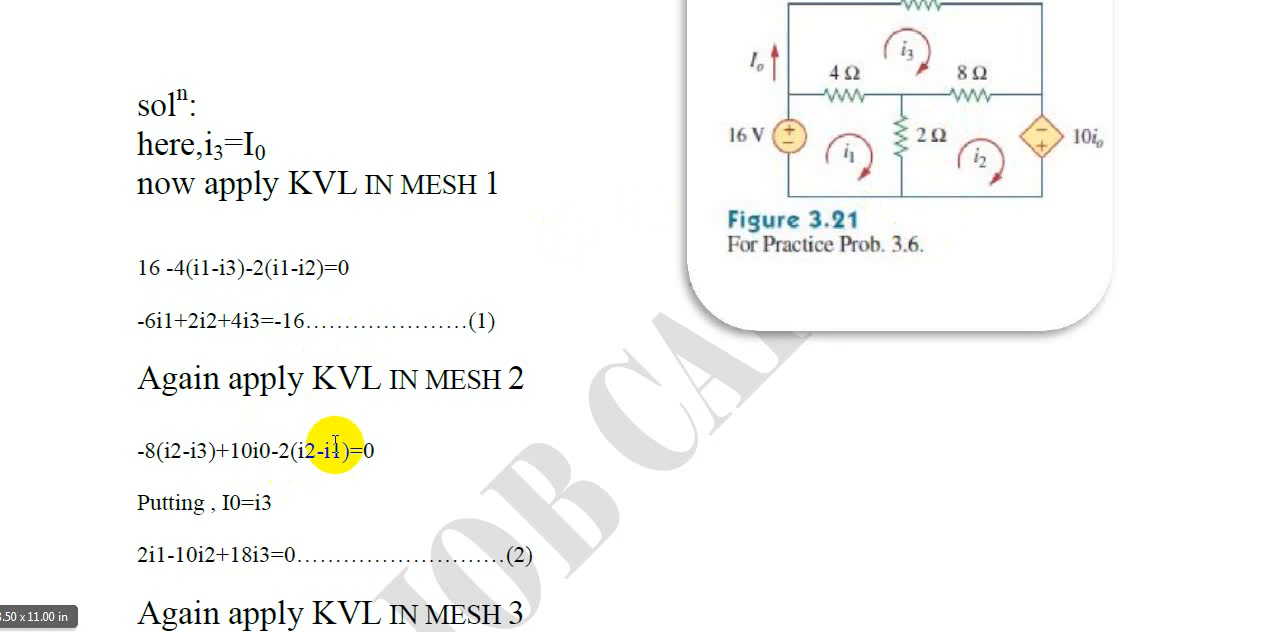 solⁿ:
here,i₃=I₀
now apply KVL IN MESH 1
16 -4(i1-i3)-2(i1-i2)=0
-6i1+2i2+4i3=-16…………………(1)
Again apply KVL IN MESH 2
-8(i2-i3)+10i0-2(i2-i1)=0
Putting , I0=i3
2i1-10i2+18i3=0………………………(2)
Again apply KVL IN MESH 3
Iₒ
i₃
4 Ω
8 Ω
16 V
+
−
i₁
2 Ω
i₂
−
+
10iₒ
Figure 3.21
For Practice Prob. 3.6.
JOB CA
.50 x 11.00 in